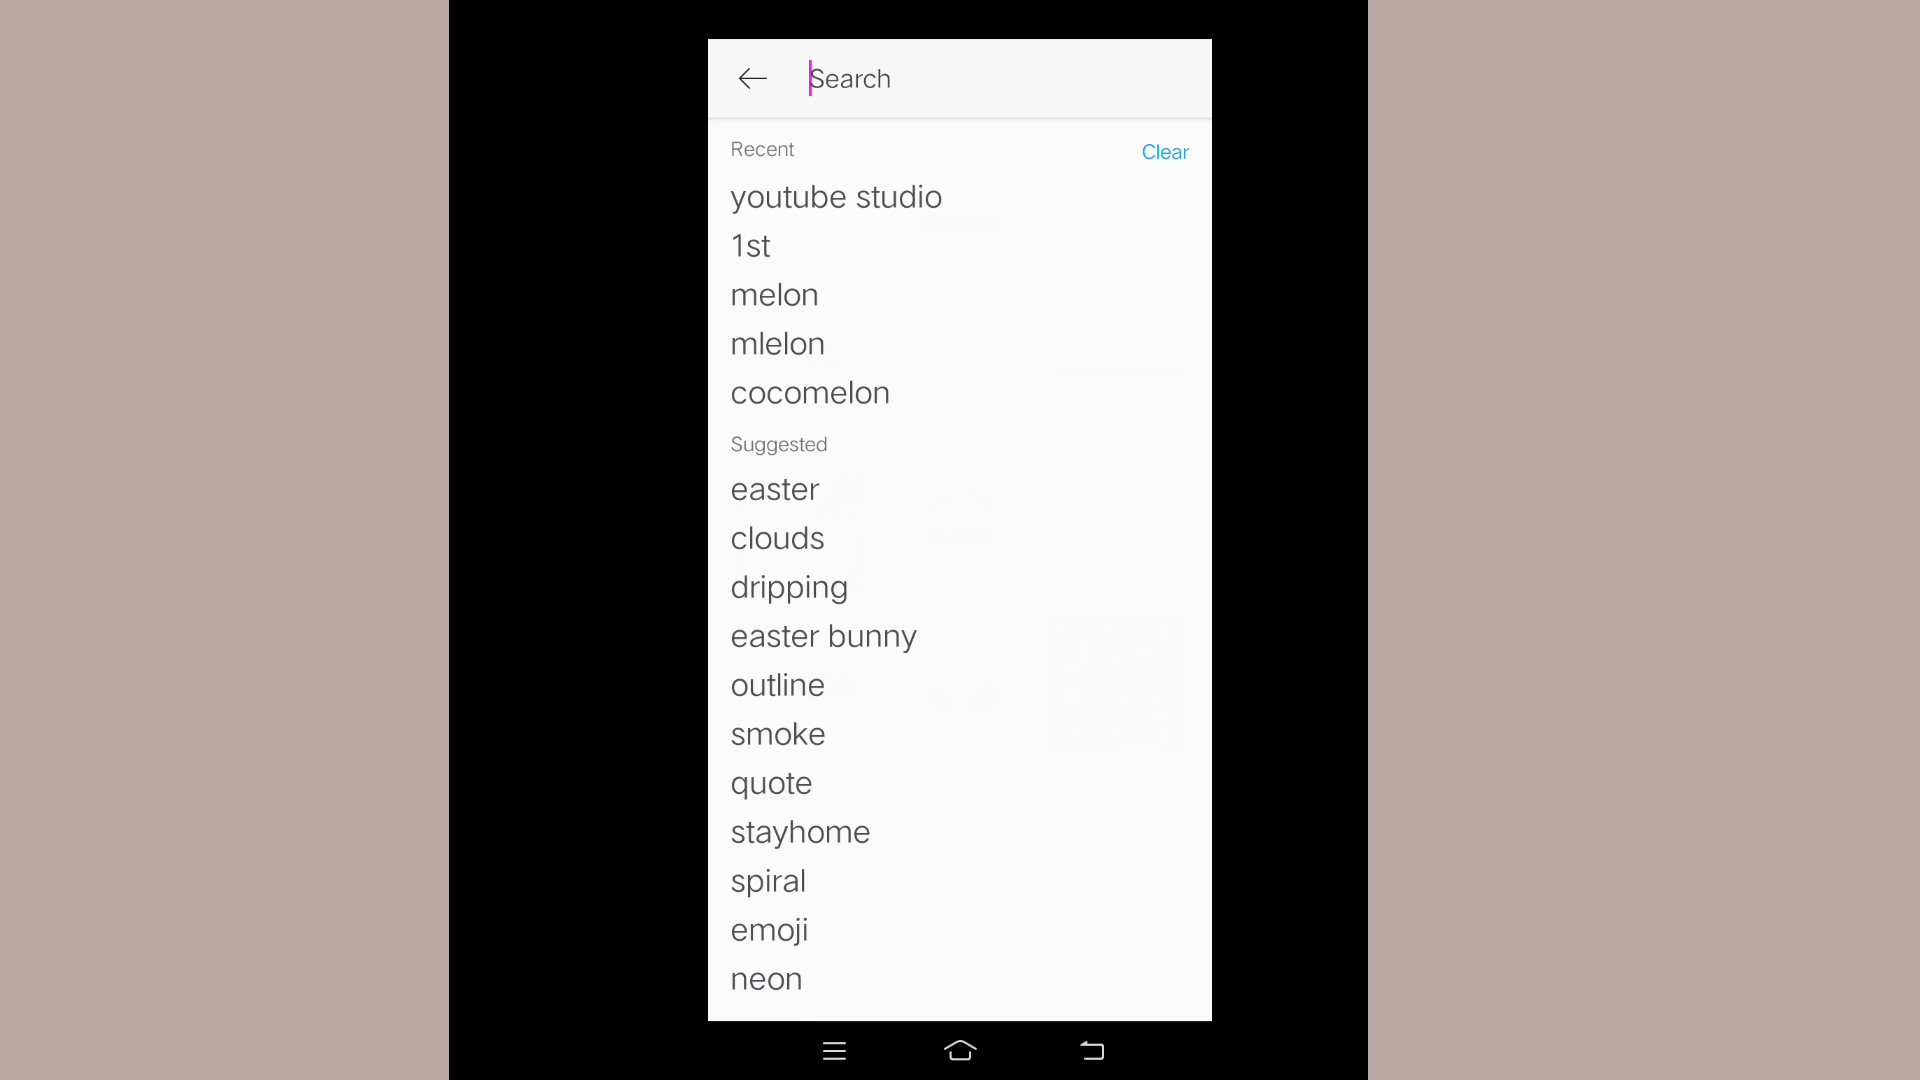 Search
Recent
Clear
youtube studio
1st
melon
mlelon
cocomelon
Suggested
easter
clouds
dripping
easter bunny
outline
smoke
quote
stayhome
spiral
emoji
neon